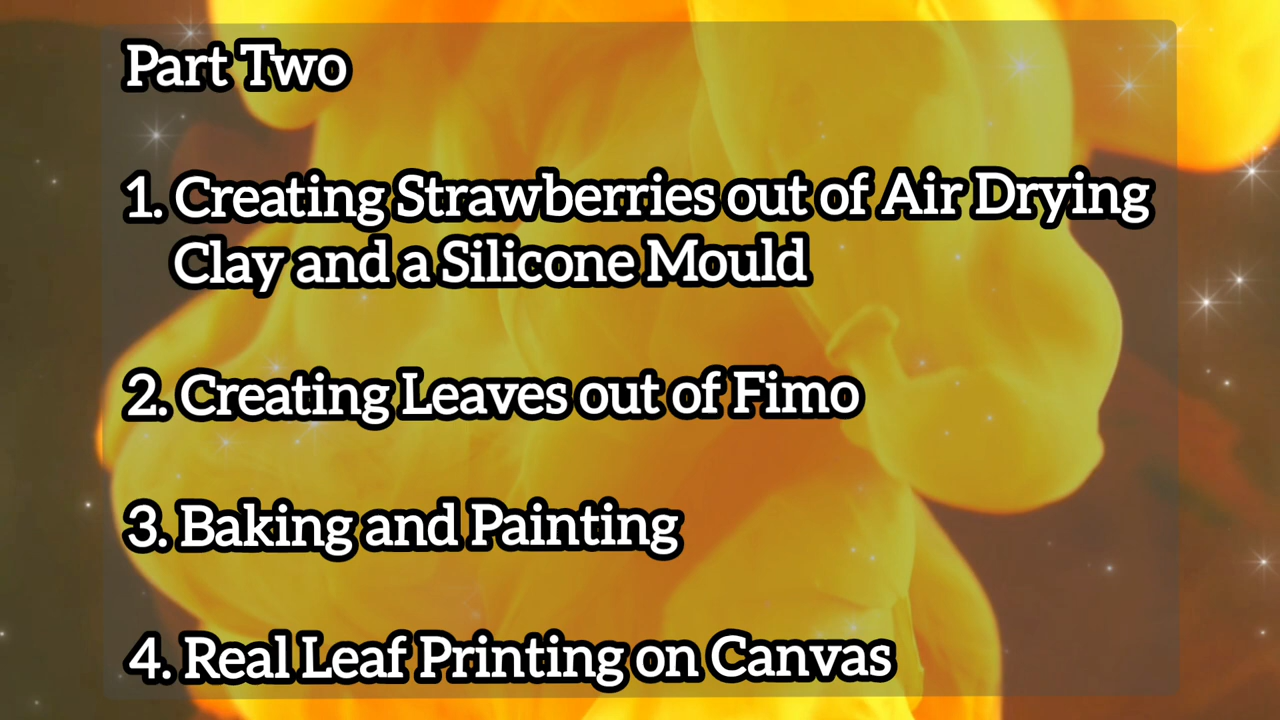 Part Two
1. Creating Strawberries out of Air Drying
Clay and a Silicone Mould
2. Creating Leaves out of Fimo
3. Baking and Painting
4. Real Leaf Printing on Canvas